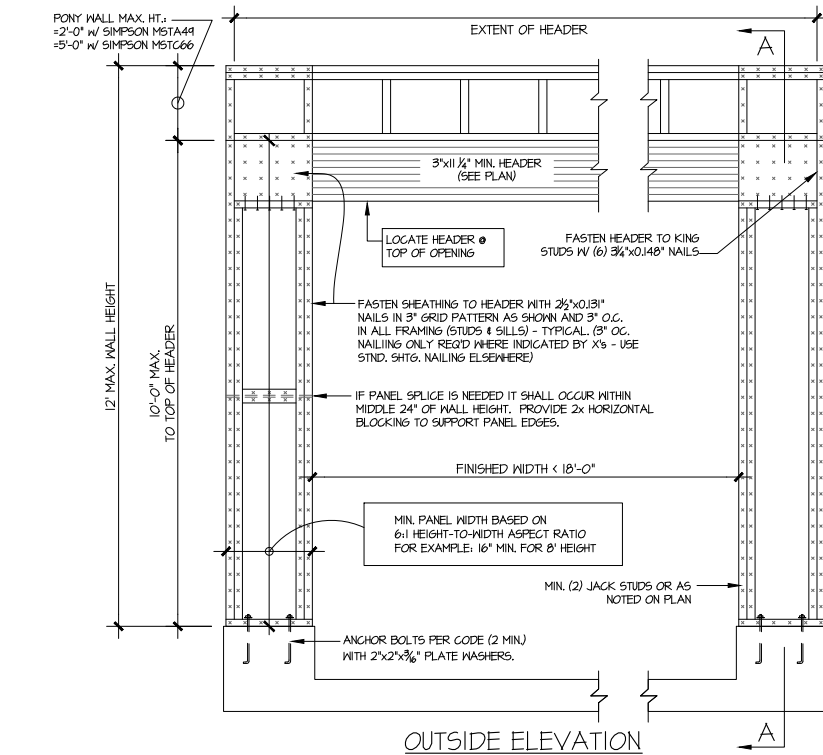 PONY WALL MAX. HT.:
=2'-0" W/ SIMPSON MSTA49
=5'-0" W/ SIMPSON MSTC66
EXTENT OF HEADER
A
3"x11 1/4" MIN. HEADER
(SEE PLAN)
LOCATE HEADER @
TOP OF OPENING
FASTEN HEADER TO KING
STUDS W/ (6) 3 1/4"x0.148" NAILS
12' MAX. WALL HEIGHT
10'-0" MAX.
TO TOP OF HEADER
FASTEN SHEATHING TO HEADER WITH 2 1/2"x0.131"
NAILS IN 3" GRID PATTERN AS SHOWN AND 3" O.C.
IN ALL FRAMING (STUDS & SILLS) - TYPICAL. (3" OC.
NAILIING ONLY REQ'D WHERE INDICATED BY X's - USE
STND. SHTG. NAILING ELSEWHERE)
IF PANEL SPLICE IS NEEDED IT SHALL OCCUR WITHIN
MIDDLE 24" OF WALL HEIGHT. PROVIDE 2x HORIZONTAL
BLOCKING TO SUPPORT PANEL EDGES.
FINISHED WIDTH < 18'-0"
MIN. PANEL WIDTH BASED ON
6:1 HEIGHT-TO-WIDTH ASPECT RATIO
FOR EXAMPLE: 16" MIN. FOR 8' HEIGHT
MIN. (2) JACK STUDS OR AS
NOTED ON PLAN
ANCHOR BOLTS PER CODE (2 MIN.)
WITH 2"x2"x3/16" PLATE WASHERS.
OUTSIDE ELEVATION
A